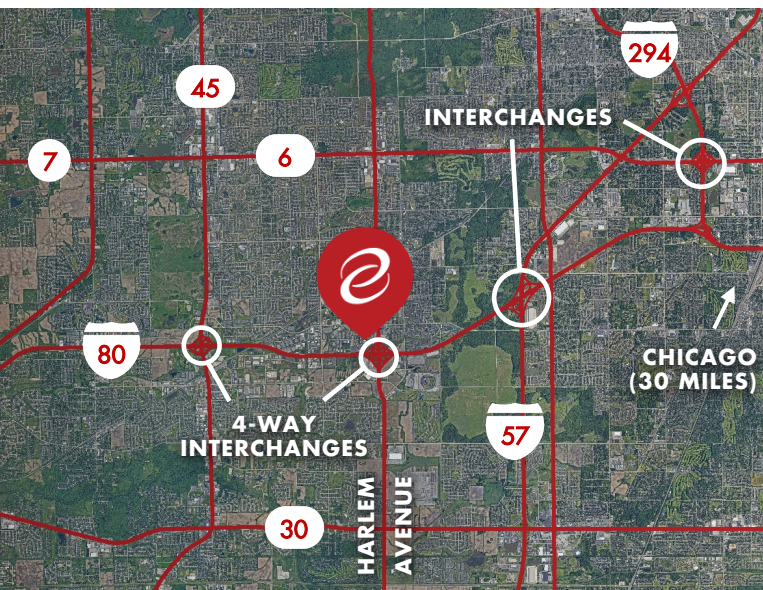 294
45
INTERCHANGES
7
6
80
CHICAGO
(30 MILES)
4-WAY
INTERCHANGES
57
HARLEM
AVENUE
30